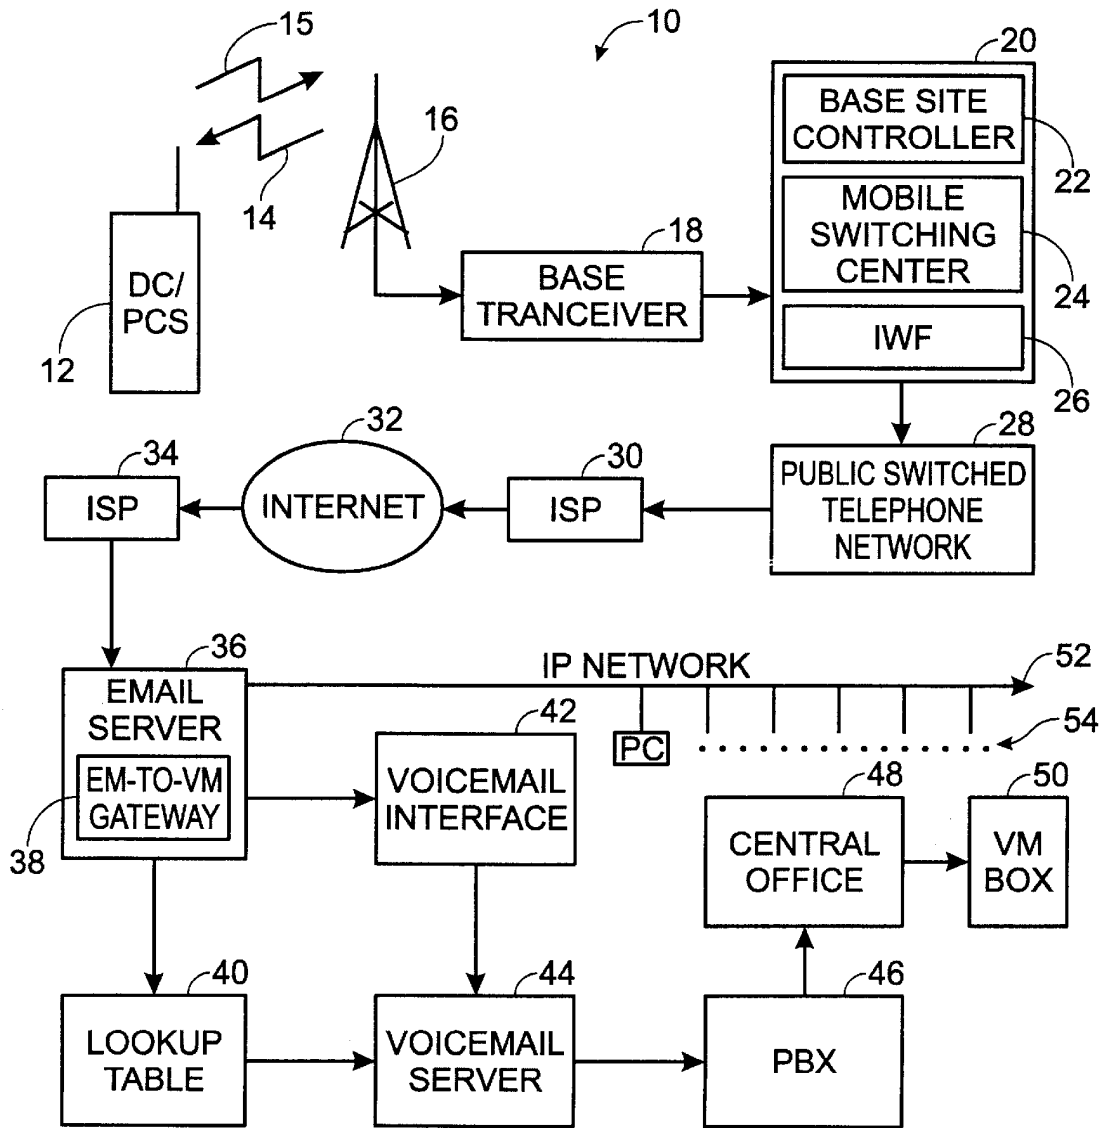 15
10
20
BASE SITE
CONTROLLER
16
22
14
MOBILE
SWITCHING
CENTER
18
DC/
PCS
BASE
TRANCEIVER
24
IWF
12
26
32
28
34
30
PUBLIC SWITCHED
TELEPHONE
NETWORK
ISP
INTERNET
ISP
36
IP NETWORK
52
EMAIL
SERVER
42
54
PC
EM-TO-VM
GATEWAY
VOICEMAIL
INTERFACE
48
50
38
CENTRAL
OFFICE
VM
BOX
40
44
46
LOOKUP
TABLE
VOICEMAIL
SERVER
PBX